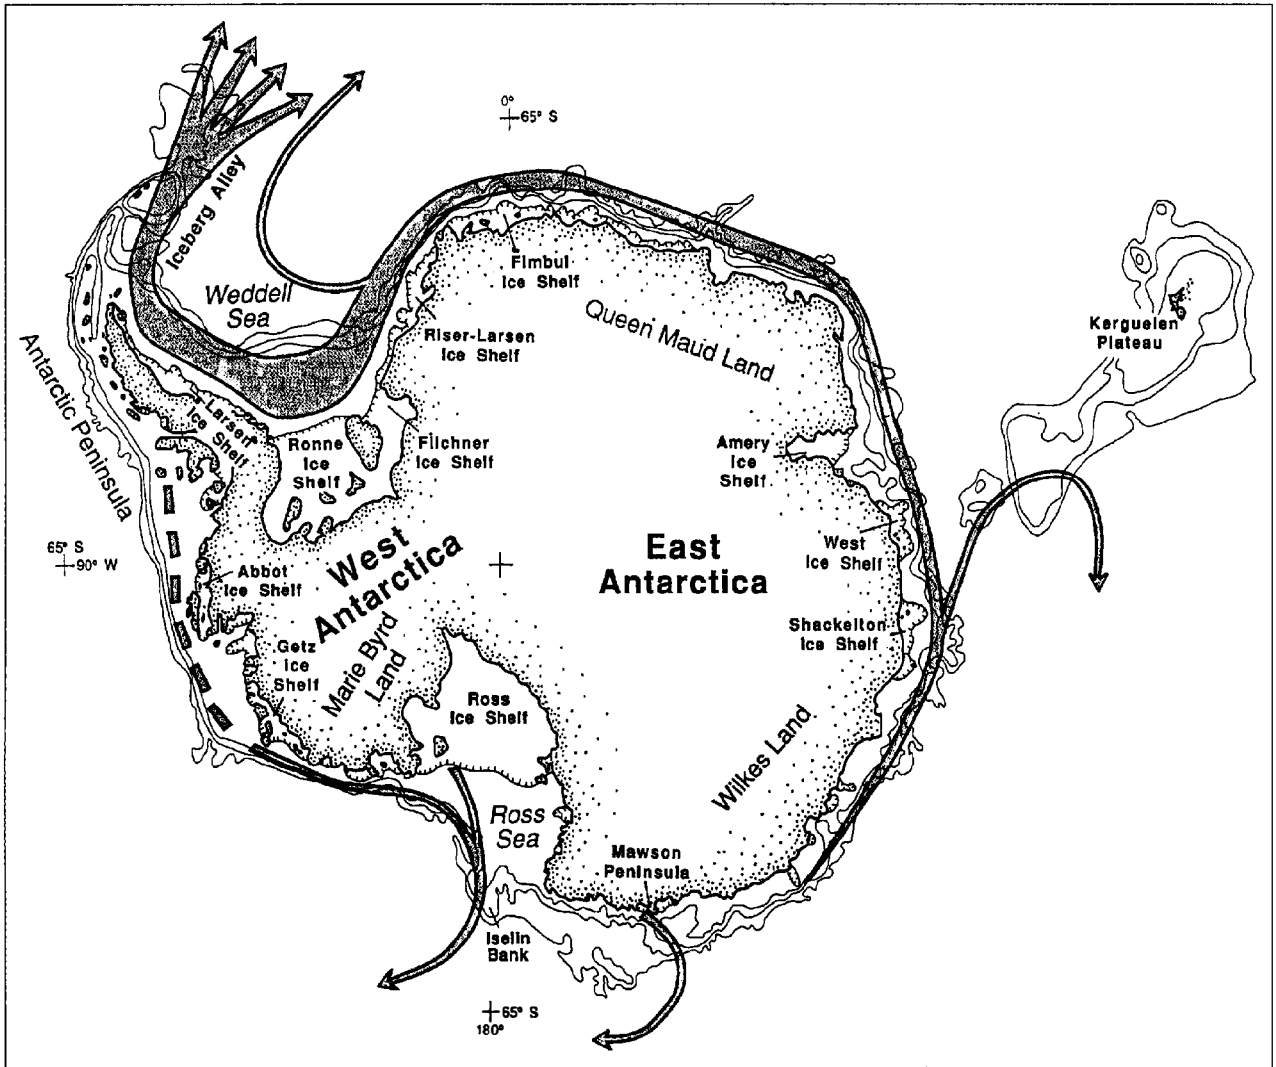 0°
65° S
Iceberg Alley
Weddell
Sea
Fimbul
Ice Shelf
Queen Maud Land
Kerguelen
Plateau
Riser-Larsen
Ice Shelf
Antarctic Peninsula
Larsen
Ice Shelf
Ronne
Ice
Shelf
Filchner
Ice Shelf
Amery
Ice
Shelf
65° S
90° W
West
Antarctica
East
Antarctica
West
Ice Shelf
Abbot
Ice Shelf
Shackelton
Ice Shelf
Getz
Ice
Shelf
Marie Byrd
Land
Ross
Ice Shelf
Wilkes Land
Ross
Sea
Mawson
Peninsula
Iselin
Bank
65° S
180°